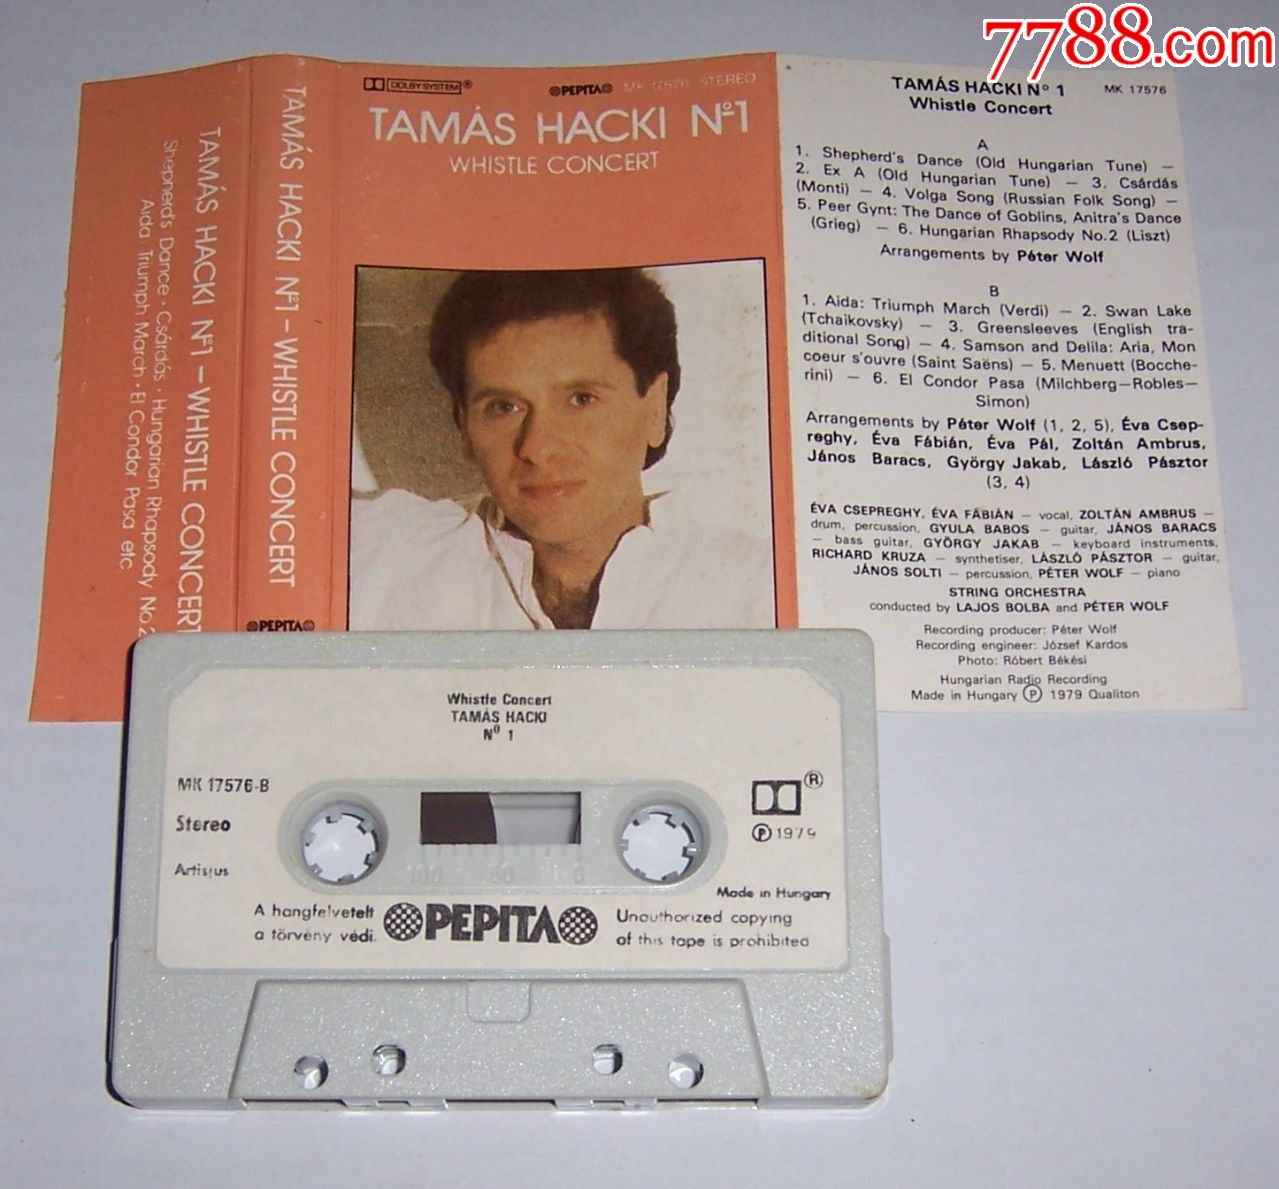 7788.com
TAMÁS HACKI Nº1 – WHISTLE CONCERT
Shepherd's Dance · Csárdás · Hungarian Rhapsody No.2
Aida Triumph March · El Condor Pasa etc.
TAMÁS HACKI Nº1 – WHISTLE CONCERT
PEPITA
DOLBY SYSTEM ®
PEPITA MK 17576 STEREO
TAMÁS HACKI Nº1
WHISTLE CONCERT
TAMÁS HACKI Nº 1 MK 17576
Whistle Concert
A
1. Shepherd's Dance (Old Hungarian Tune) —
2. Ex A (Old Hungarian Tune) — 3. Csárdás
(Monti) — 4. Volga Song (Russian Folk Song) —
5. Peer Gynt: The Dance of Goblins, Anitra's Dance
(Grieg) — 6. Hungarian Rhapsody No.2 (Liszt)
Arrangements by Péter Wolf
B
1. Aida: Triumph March (Verdi) — 2. Swan Lake
(Tchaikovsky) — 3. Greensleeves (English tra-
ditional Song) — 4. Samson and Delila: Aria, Mon
coeur s'ouvre (Saint Saëns) — 5. Menuett (Bocche-
rini) — 6. El Condor Pasa (Milchberg—Robles—
Simon)
Arrangements by Péter Wolf (1, 2, 5), Éva Csep-
reghy, Éva Fábián, Éva Pál, Zoltán Ambrus,
János Baracs, György Jakab, László Pásztor
(3, 4)
ÉVA CSEPREGHY, ÉVA FÁBIÁN — vocal, ZOLTÁN AMBRUS —
drum, percussion, GYULA BABOS — guitar, JÁNOS BARACS
— bass guitar, GYÖRGY JAKAB — keyboard instruments,
RICHARD KRUZA — synthetiser, LÁSZLÓ PÁSZTOR — guitar,
JÁNOS SOLTI — percussion, PÉTER WOLF — piano
STRING ORCHESTRA
conducted by LAJOS BOLBA and PÉTER WOLF
Recording producer: Péter Wolf
Recording engineer: József Kardos
Photo: Róbert Békési
Hungarian Radio Recording
Made in Hungary Ⓟ 1979 Qualiton
Whistle Concert
TAMÁS HACKI
Nº 1
MK 17576-B
Stereo
Artisjus
®
Ⓟ 1979
100 50 0
Made in Hungary
A hangfelvételt
a törvény védi.
PEPITA
Unauthorized copying
of this tape is prohibited